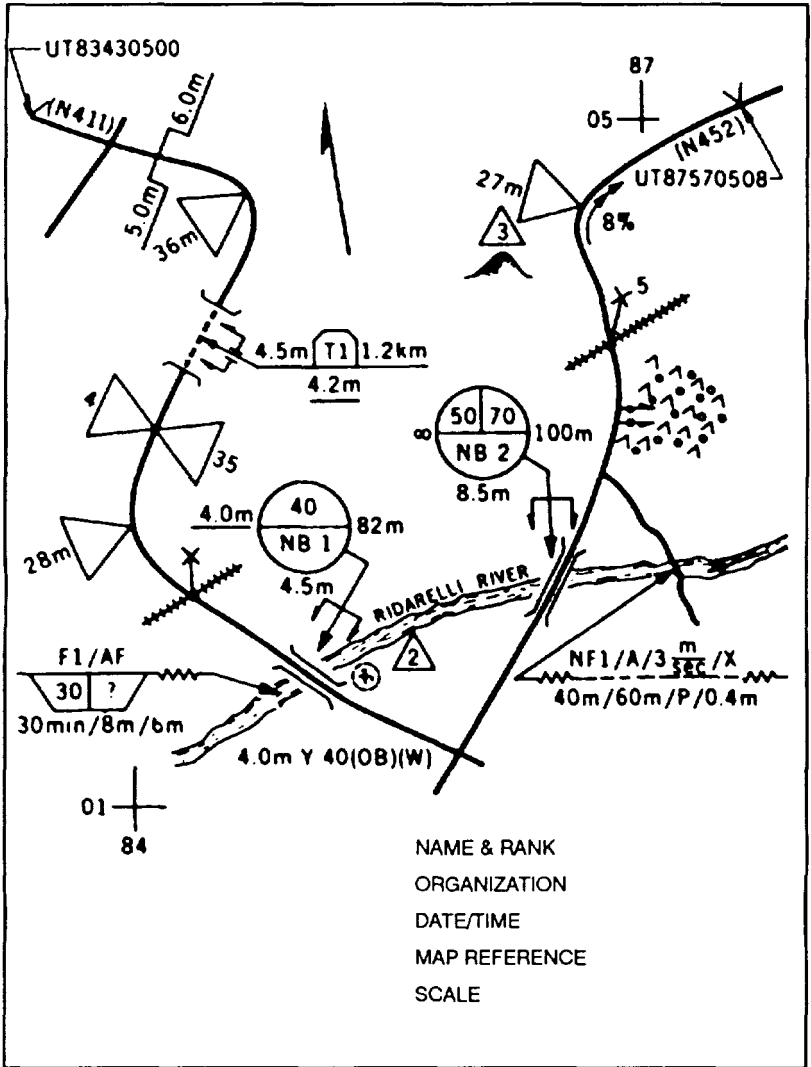 UT83430500
(N411)
6.0m
5.0m
36m
87
05
(N452)
UT87570508
27m
8%
3
5
4.5m T1 1.2km
4.2m
4
35
28m
50 70
∞ NB 2 100m
8.5m
40
4.0m NB 1 82m
4.5m
RIDARELLI RIVER
2
F1/AF
30 ?
30min/8m/6m
NF1/A/3 m/sec /X
40m/60m/P/0.4m
4.0m Y 40(OB)(W)
01
84
NAME & RANK
ORGANIZATION
DATE/TIME
MAP REFERENCE
SCALE